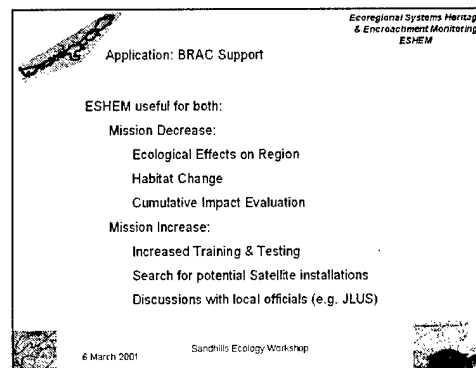 Ecoregional Systems Heritag
& Encroachment Monitoring
ESHEM
Application: BRAC Support
ESHEM useful for both:
Mission Decrease:
Ecological Effects on Region
Habitat Change
Cumulative Impact Evaluation
Mission Increase:
Increased Training & Testing
Search for potential Satellite installations
Discussions with local officials (e.g. JLUS)
6 March 2001
Sandhills Ecology Workshop